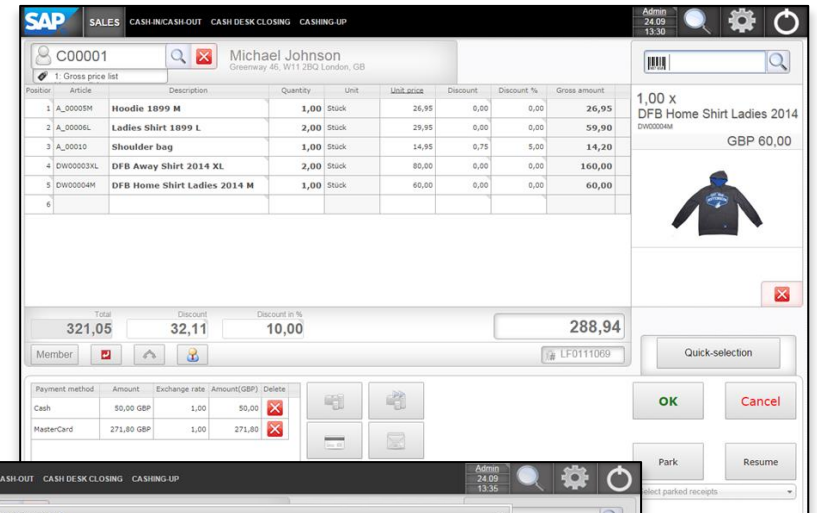 SAP SALES CASH-IN/CASH-OUT CASH DESK CLOSING CASHING-UP Admin
24.09
13:30
C00001 Michael Johnson
Greenway 46, W11 2BQ London, GB
1: Gross price list
Position Article Description Quantity Unit Unit price Discount Discount % Gross amount
1 A_00005M Hoodie 1899 M 1,00 Stück 26,95 0,00 0,00 26,95
2 A_00006L Ladies Shirt 1899 L 2,00 Stück 29,95 0,00 0,00 59,90
3 A_00010 Shoulder bag 1,00 Stück 14,95 0,75 5,00 14,20
4 DW00003XL DFB Away Shirt 2014 XL 2,00 Stück 80,00 0,00 0,00 160,00
5 DW00004M DFB Home Shirt Ladies 2014 M 1,00 Stück 60,00 0,00 0,00 60,00
6
1,00 x
DFB Home Shirt Ladies 2014
DW00004M
GBP 60,00
Total Discount Discount in %
321,05 32,11 10,00 288,94
Member LF0111069
Quick-selection
Payment method Amount Exchange rate Amount(GBP) Delete
Cash 50,00 GBP 1,00 50,00
MasterCard 271,80 GBP 1,00 271,80
OK Cancel
Park Resume
elect parked receipts
ASH-OUT CASH DESK CLOSING CASHING-UP Admin
24.09
13:35